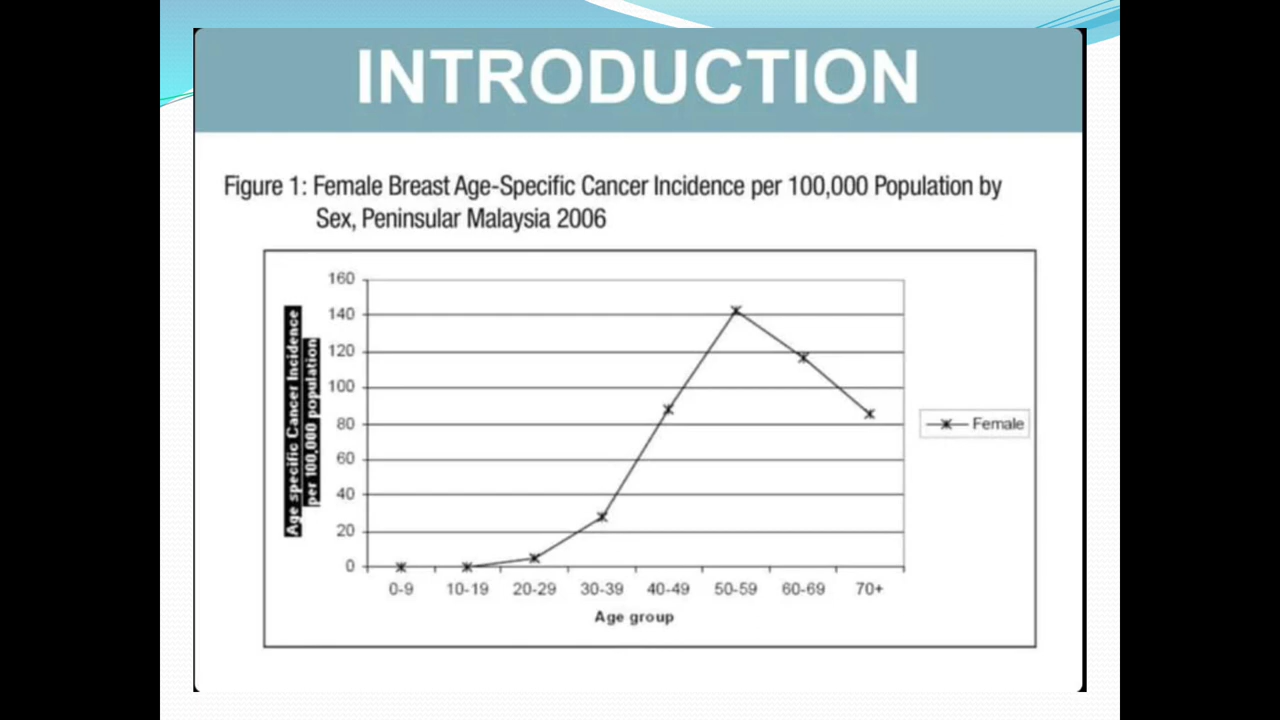 INTRODUCTION
Figure 1: Female Breast Age-Specific Cancer Incidence per 100,000 Population by
Sex, Peninsular Malaysia 2006
Age specific Cancer Incidence
per 100,000 population
160
140
120
100
80
60
40
20
0
0-9 10-19 20-29 30-39 40-49 50-59 60-69 70+
Age group
Female